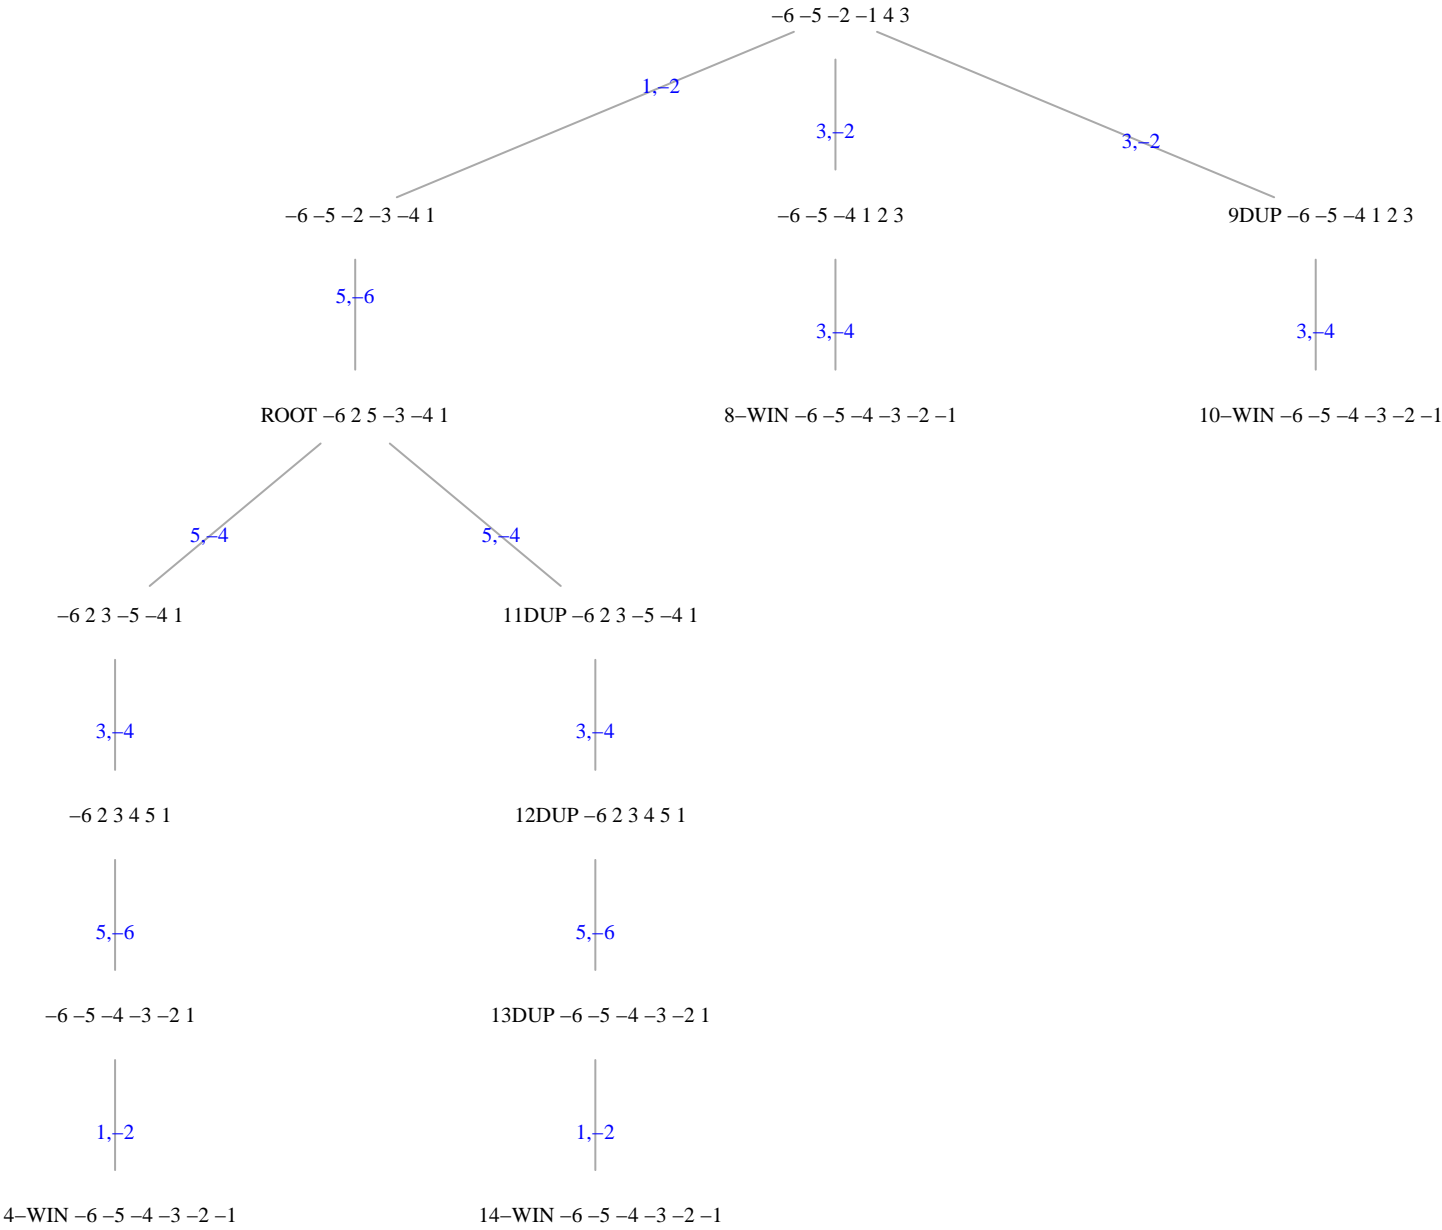 –6 –5 –2 –1 4 3
1,–2
3,–2
3,–2
–6 –5 –2 –3 –4 1
–6 –5 –4 1 2 3
9DUP –6 –5 –4 1 2 3
5,–6
3,–4
3,–4
ROOT –6 2 5 –3 –4 1
8–WIN –6 –5 –4 –3 –2 –1
10–WIN –6 –5 –4 –3 –2 –1
5,–4
5,–4
–6 2 3 –5 –4 1
11DUP –6 2 3 –5 –4 1
3,–4
3,–4
–6 2 3 4 5 1
12DUP –6 2 3 4 5 1
5,–6
5,–6
–6 –5 –4 –3 –2 1
13DUP –6 –5 –4 –3 –2 1
1,–2
1,–2
4–WIN –6 –5 –4 –3 –2 –1
14–WIN –6 –5 –4 –3 –2 –1